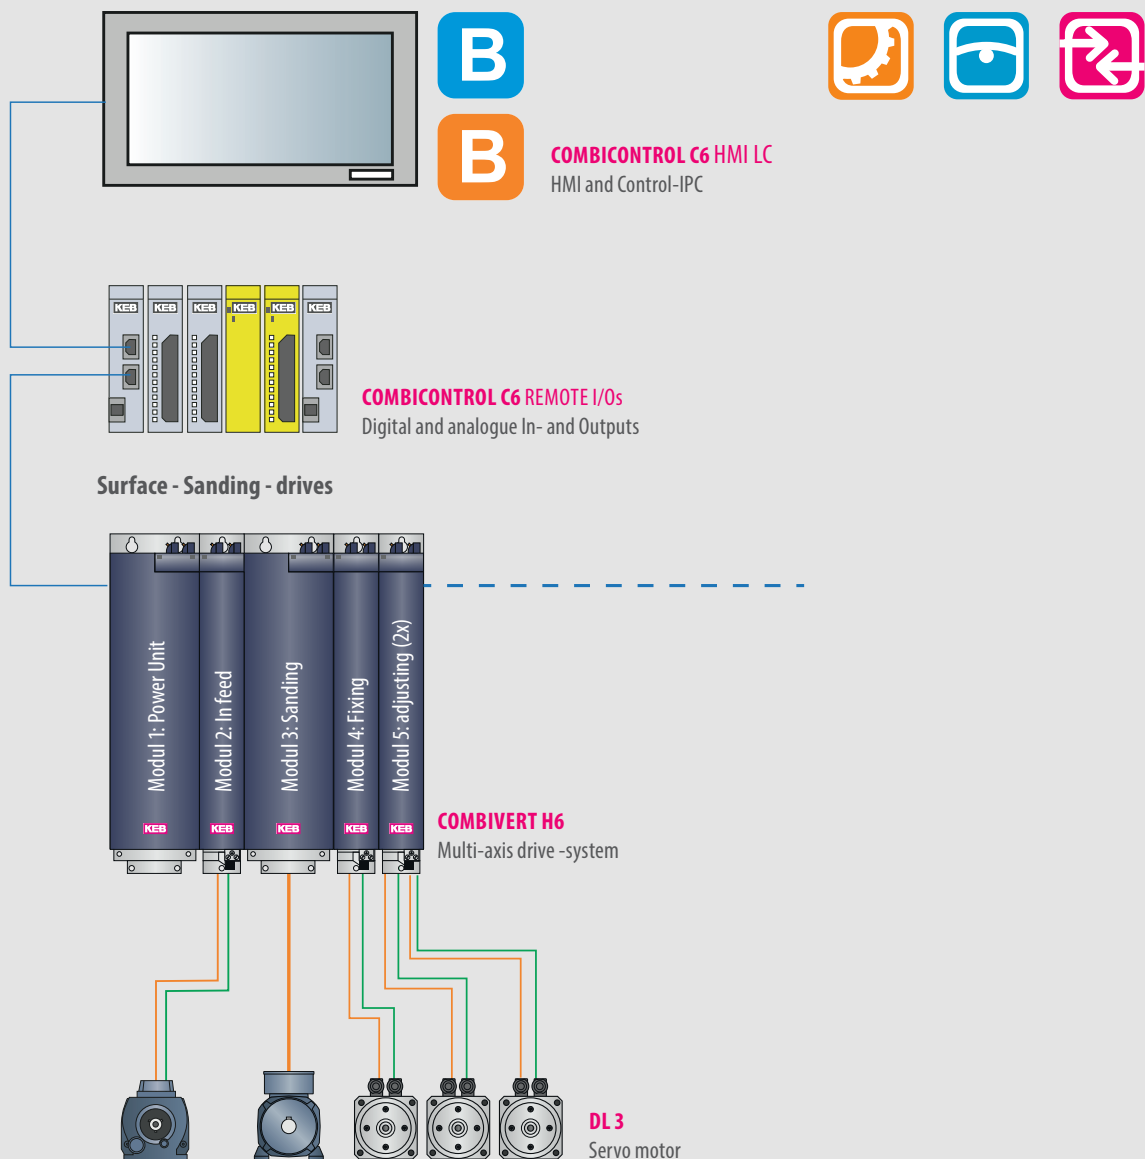 B
B
COMBICONTROL C6 HMI LC
HMI and Control-IPC
KEB KEB KEB KEB KEB KEB
COMBICONTROL C6 REMOTE I/Os
Digital and analogue In- and Outputs
Surface - Sanding - drives
Modul 1: Power Unit
Modul 2: In feed
Modul 3: Sanding
Modul 4: Fixing
Modul 5: adjusting (2x)
KEB KEB KEB KEB KEB
COMBIVERT H6
Multi-axis drive -system
DL 3
Servo motor